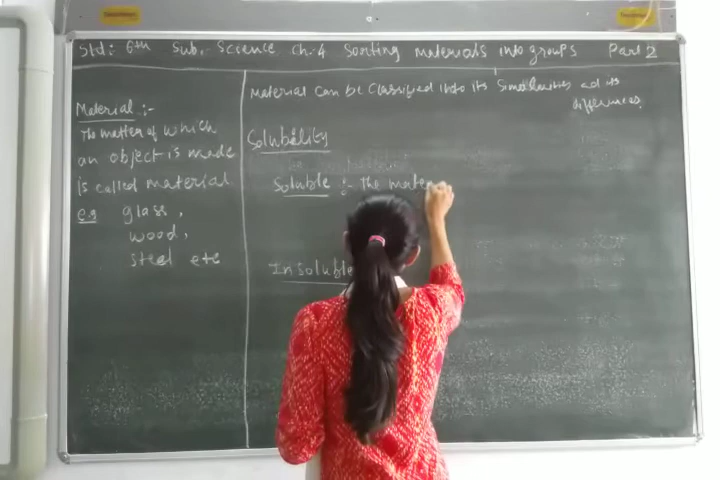 Std: 6th Sub. Science Ch-4 Sorting materials into groups Part 2
Material :-
The matter of which
an object is made
is called material
e.g glass,
wood,
steel etc
Material can be classified into its Similarities ad its
differences.
Solubility
Soluble :- The mater
Insoluble